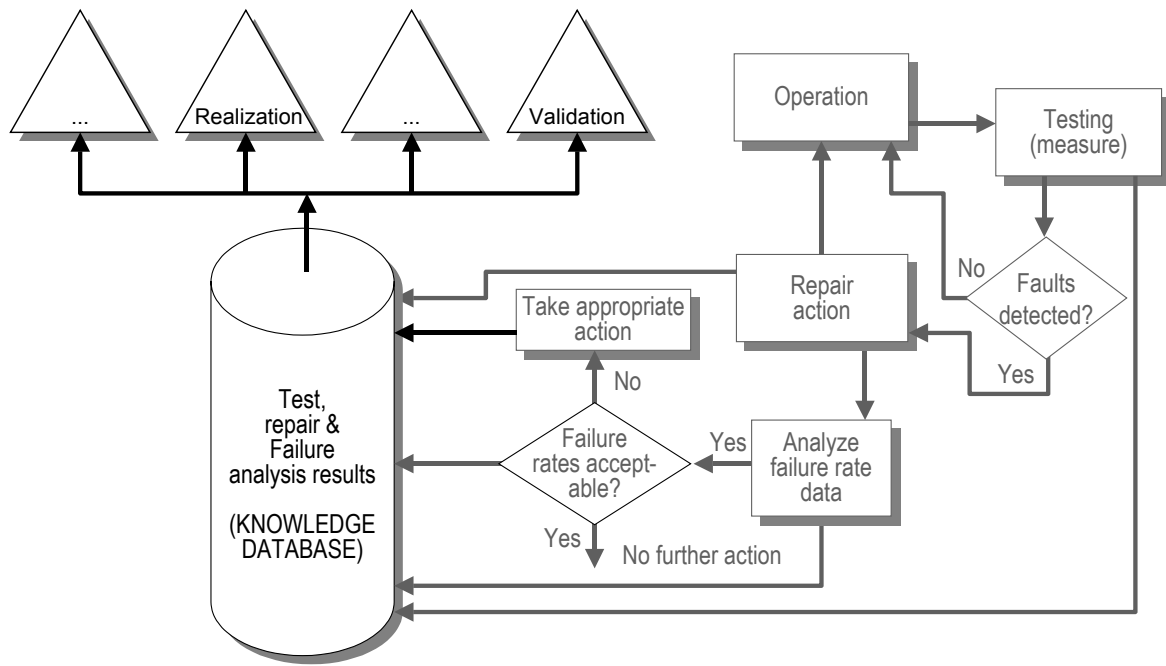 ...
Realization
...
Validation
Operation
Testing
(measure)
No
Faults
detected?
Yes
Repair
action
Take appropriate
action
No
Failure
rates accept-
able?
Yes
Analyze
failure rate
data
Yes
No further action
Test,
repair &
Failure
analysis results
(KNOWLEDGE
DATABASE)